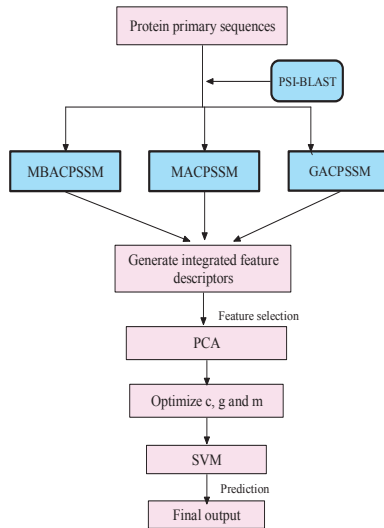 Protein primary sequences
PSI-BLAST
MBACPSSM
MACPSSM
GACPSSM
Generate integrated feature
descriptors
Feature selection
PCA
Optimize c, g and m
SVM
Prediction
Final output